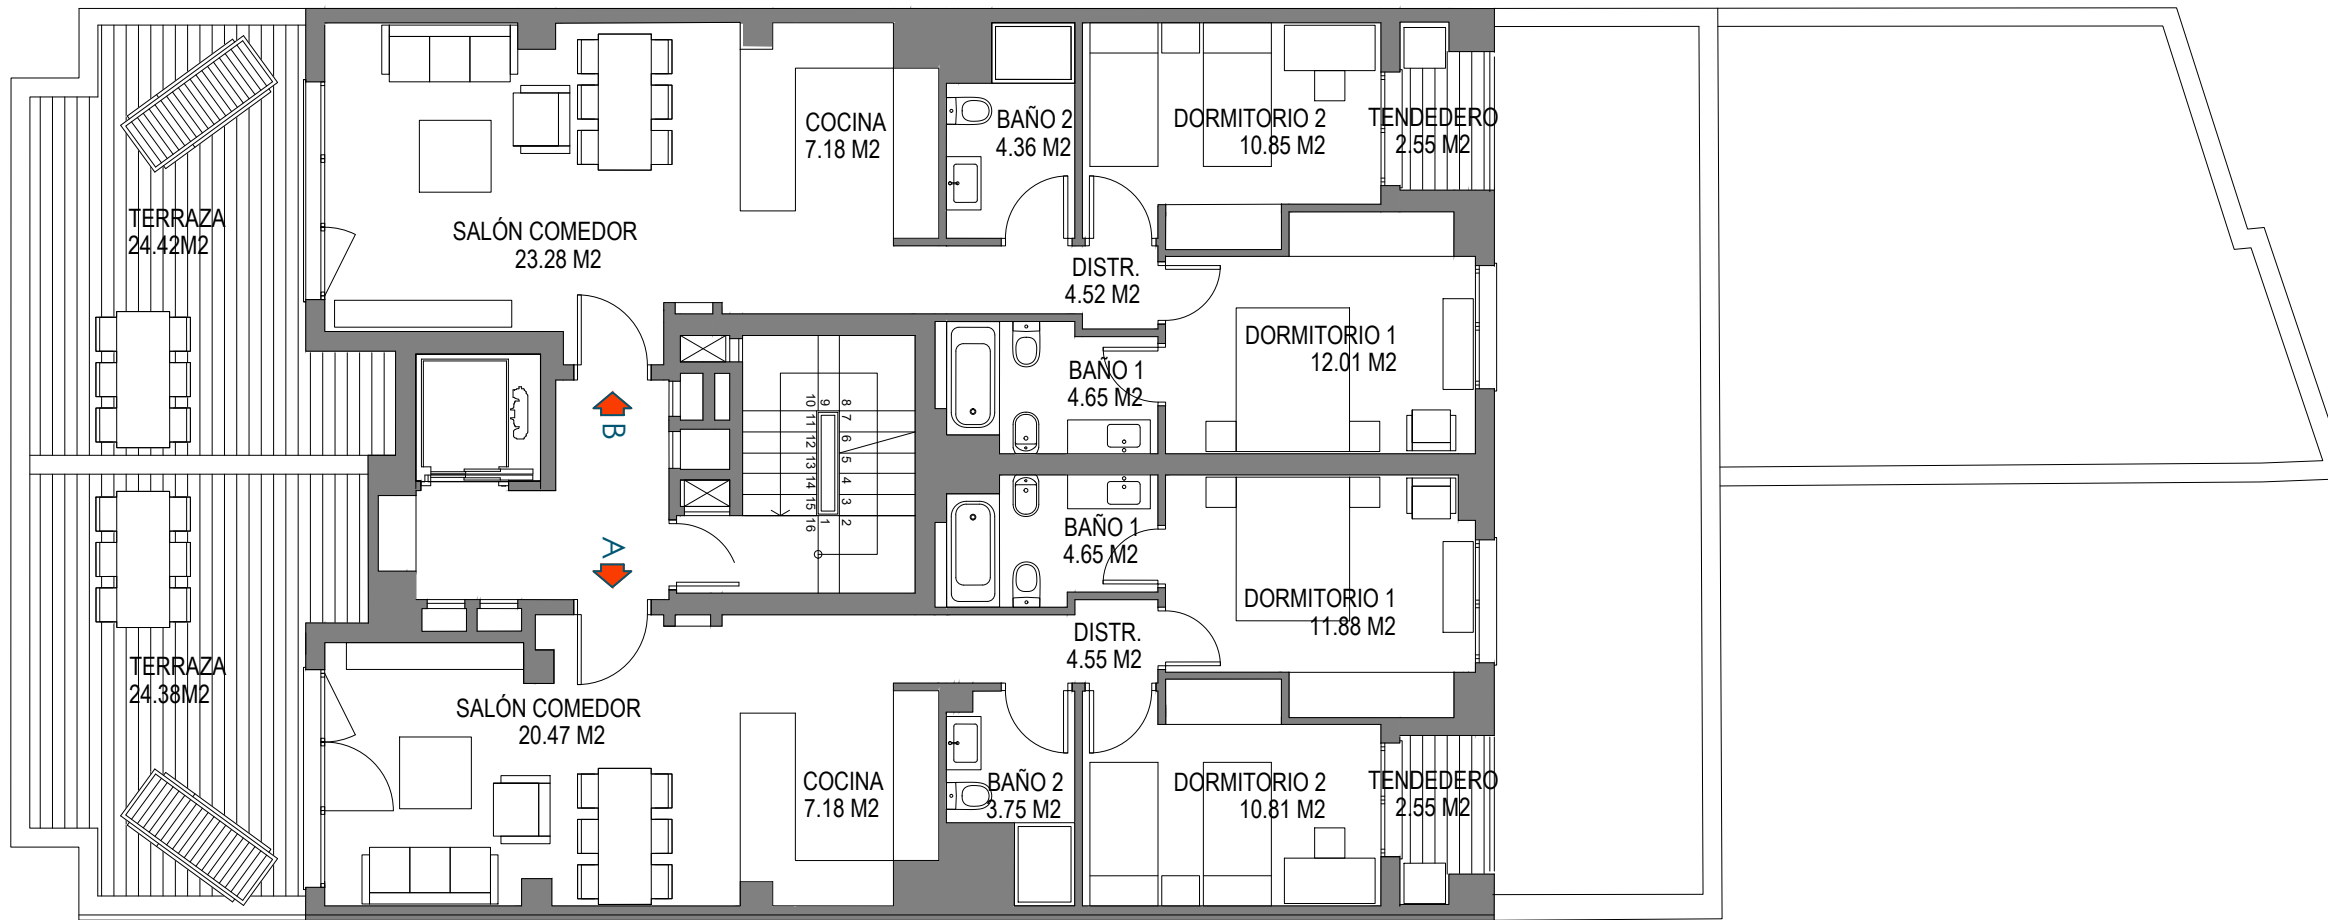 TERRAZA
24.42M2
SALÓN COMEDOR
23.28 M2
COCINA
7.18 M2
BAÑO 2
4.36 M2
DORMITORIO 2
10.85 M2
TENDEDERO
2.55 M2
DISTR.
4.52 M2
DORMITORIO 1
12.01 M2
BAÑO 1
4.65 M2
B
A
10 9 8
11 7
12 6
13 5
14 4
15 3
16 1 2
BAÑO 1
4.65 M2
DORMITORIO 1
11.88 M2
DISTR.
4.55 M2
TERRAZA
24.38M2
SALÓN COMEDOR
20.47 M2
COCINA
7.18 M2
BAÑO 2
3.75 M2
DORMITORIO 2
10.81 M2
TENDEDERO
2.55 M2